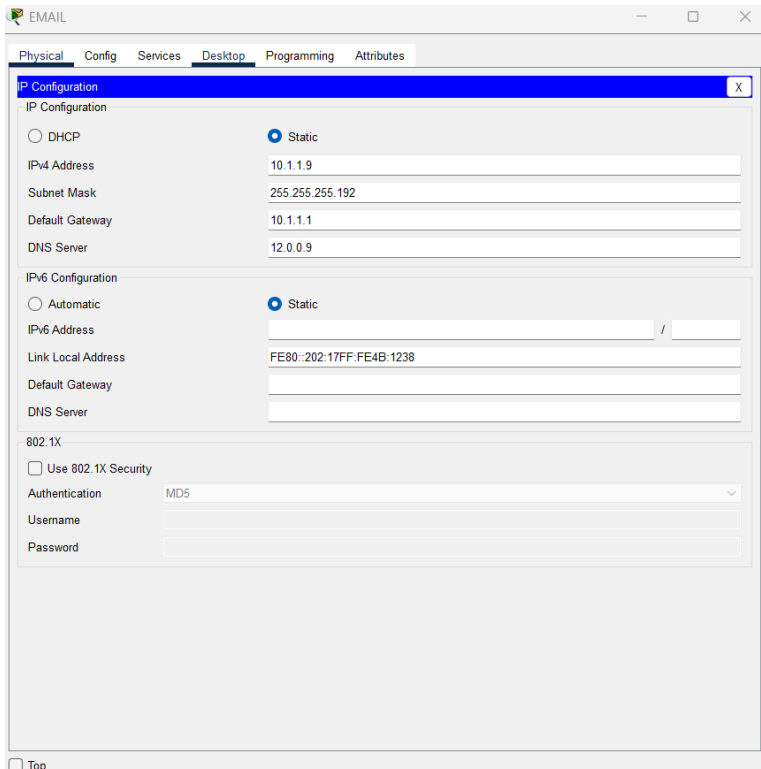 EMAIL
Physical Config Services Desktop Programming Attributes
IP Configuration X
IP Configuration
DHCP Static
IPv4 Address 10.1.1.9
Subnet Mask 255.255.255.192
Default Gateway 10.1.1.1
DNS Server 12.0.0.9
IPv6 Configuration
Automatic Static
IPv6 Address /
Link Local Address FE80::202:17FF:FE4B:1238
Default Gateway
DNS Server
802.1X
Use 802.1X Security
Authentication MD5
Username
Password
Top